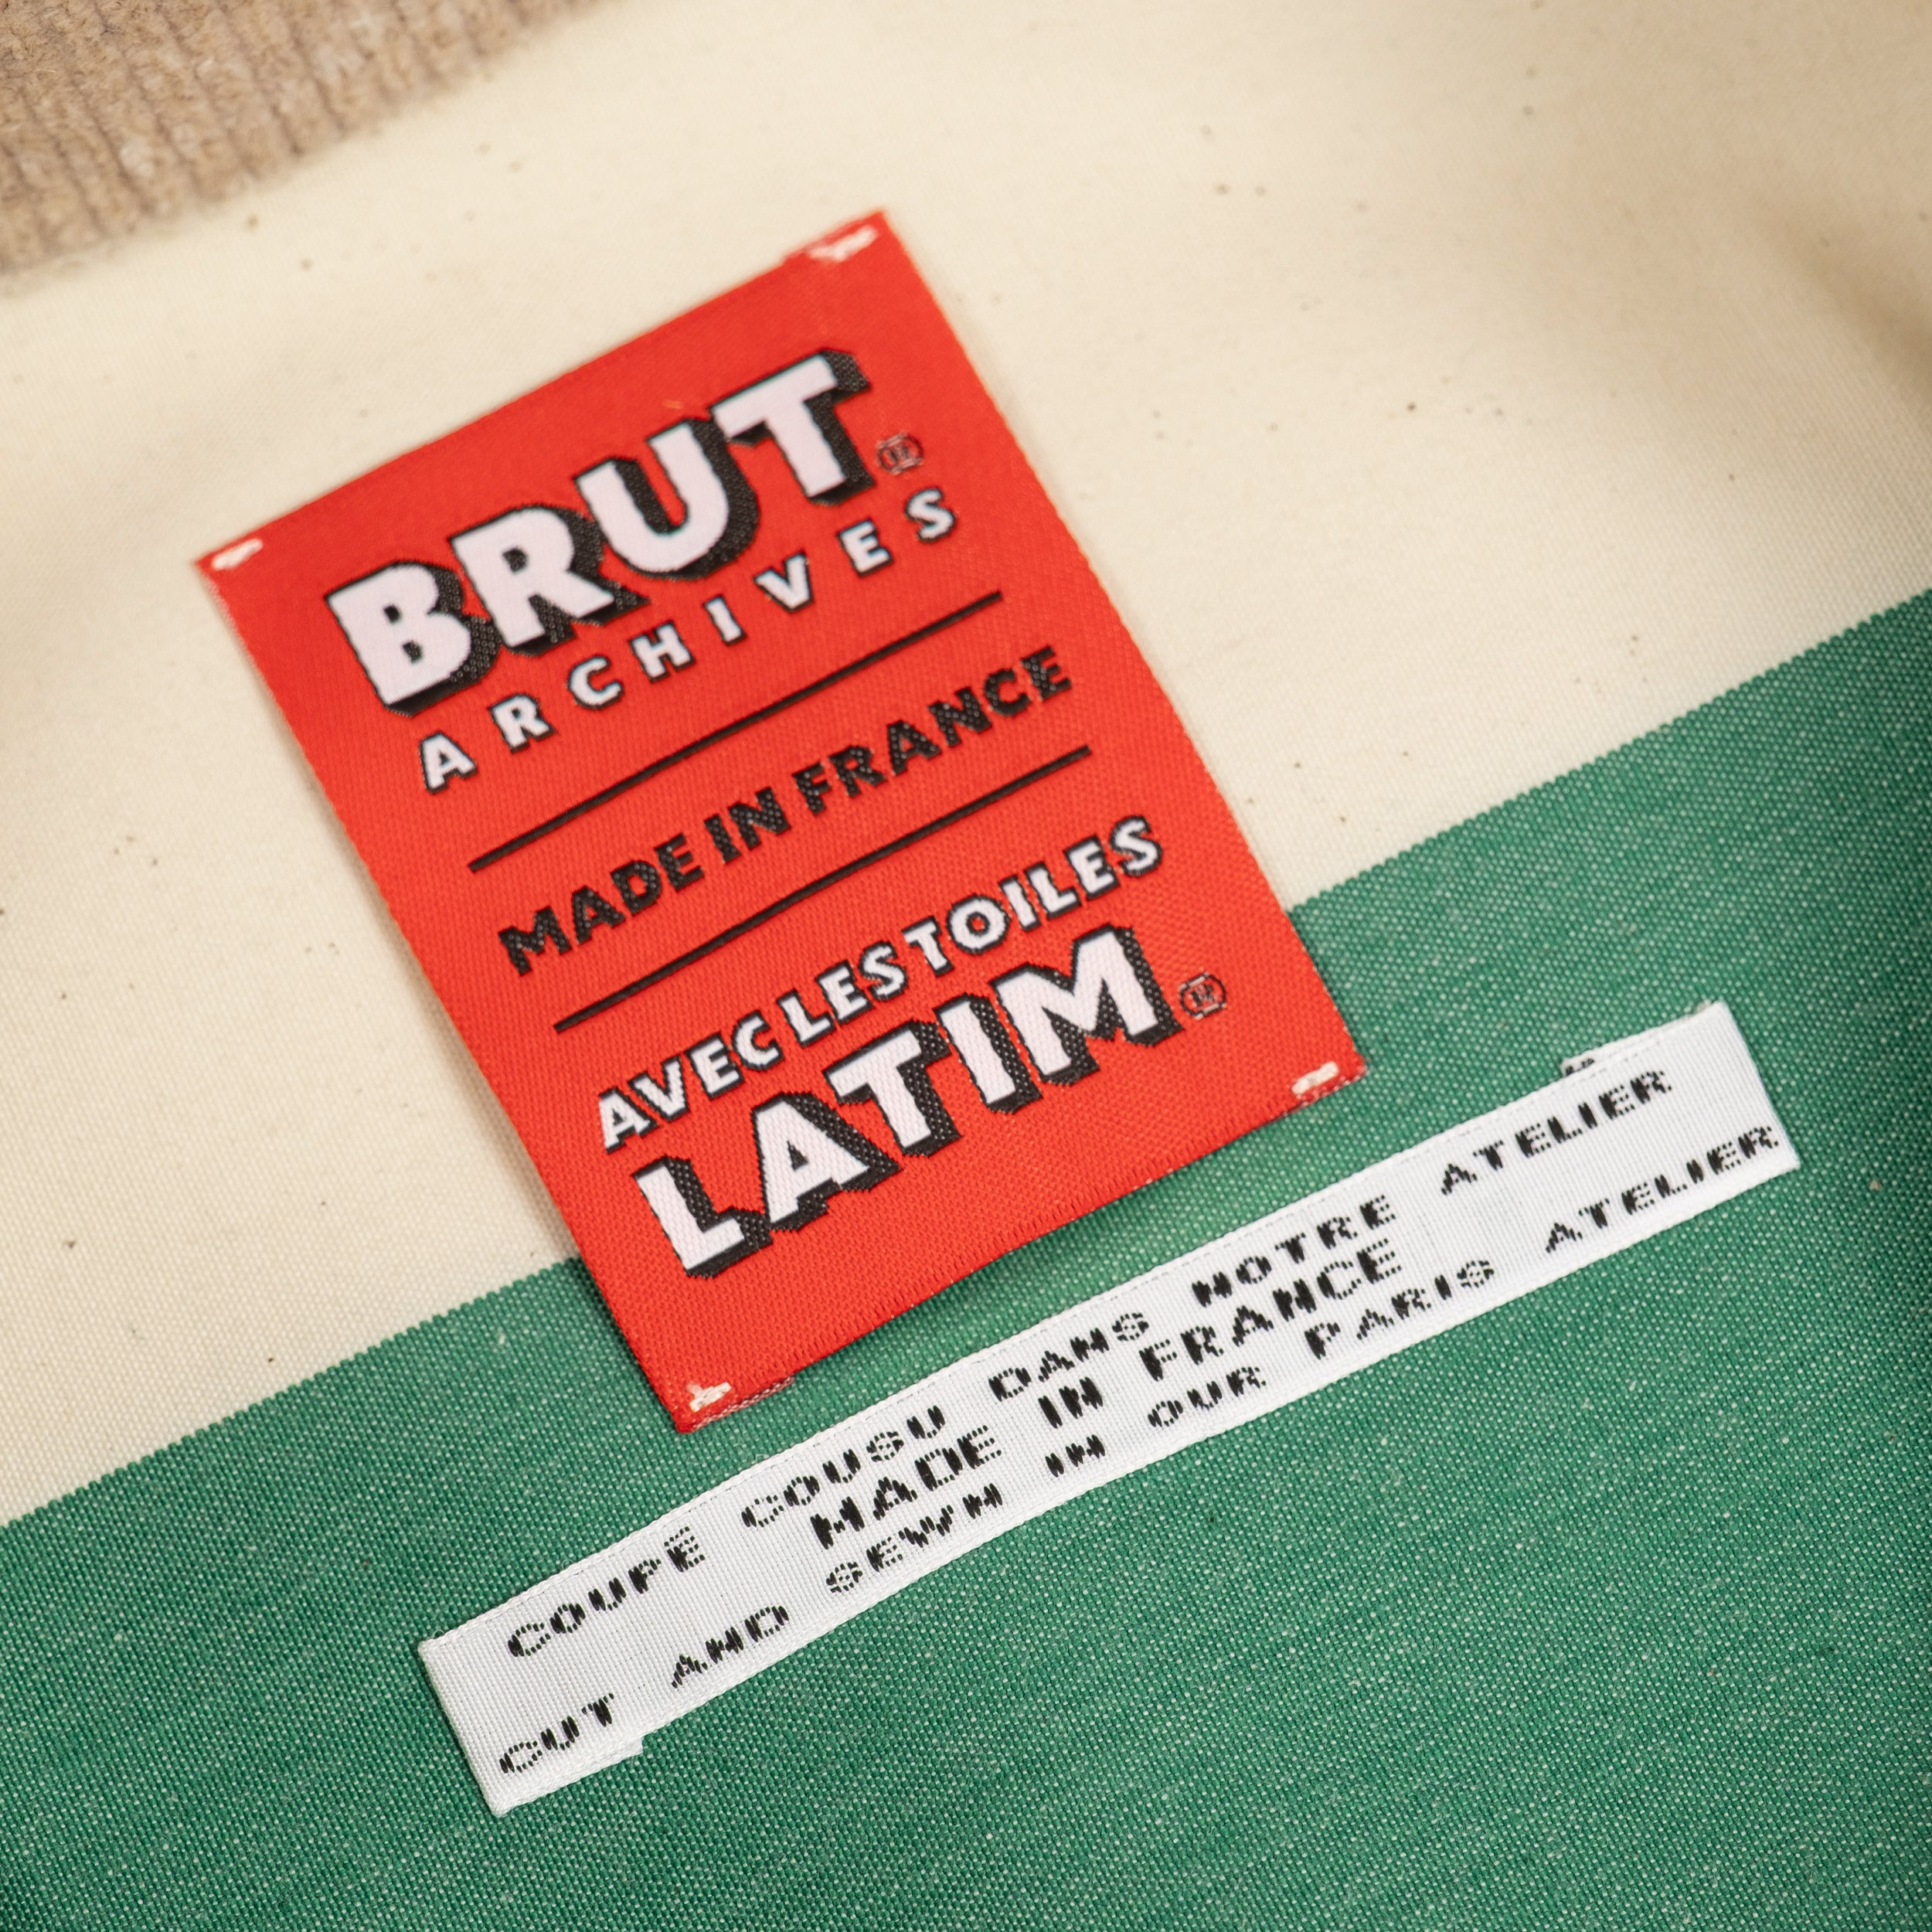 BRUT®
ARCHIVES
MADE IN FRANCE
AVEC LES TOILES
LATIM®
COUPÉ COUSU DANS NOTRE ATELIER
MADE IN FRANCE
CUT AND SEWN IN OUR PARIS ATELIER